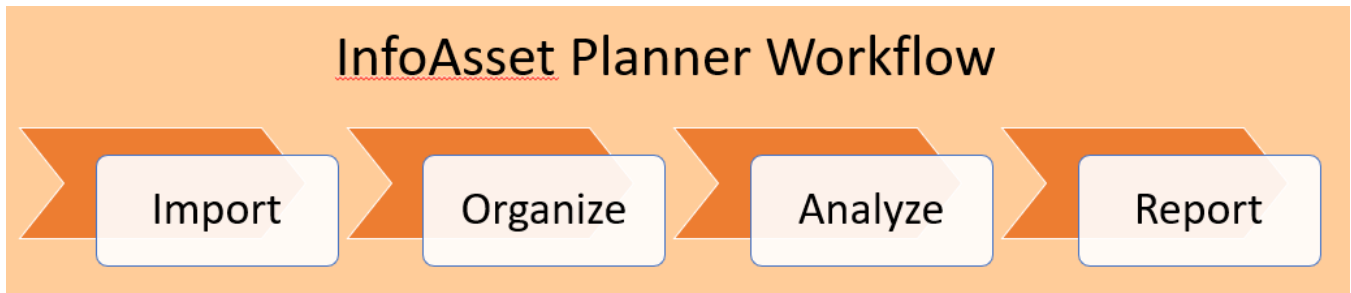 InfoAsset Planner Workflow
Import
Organize
Analyze
Report